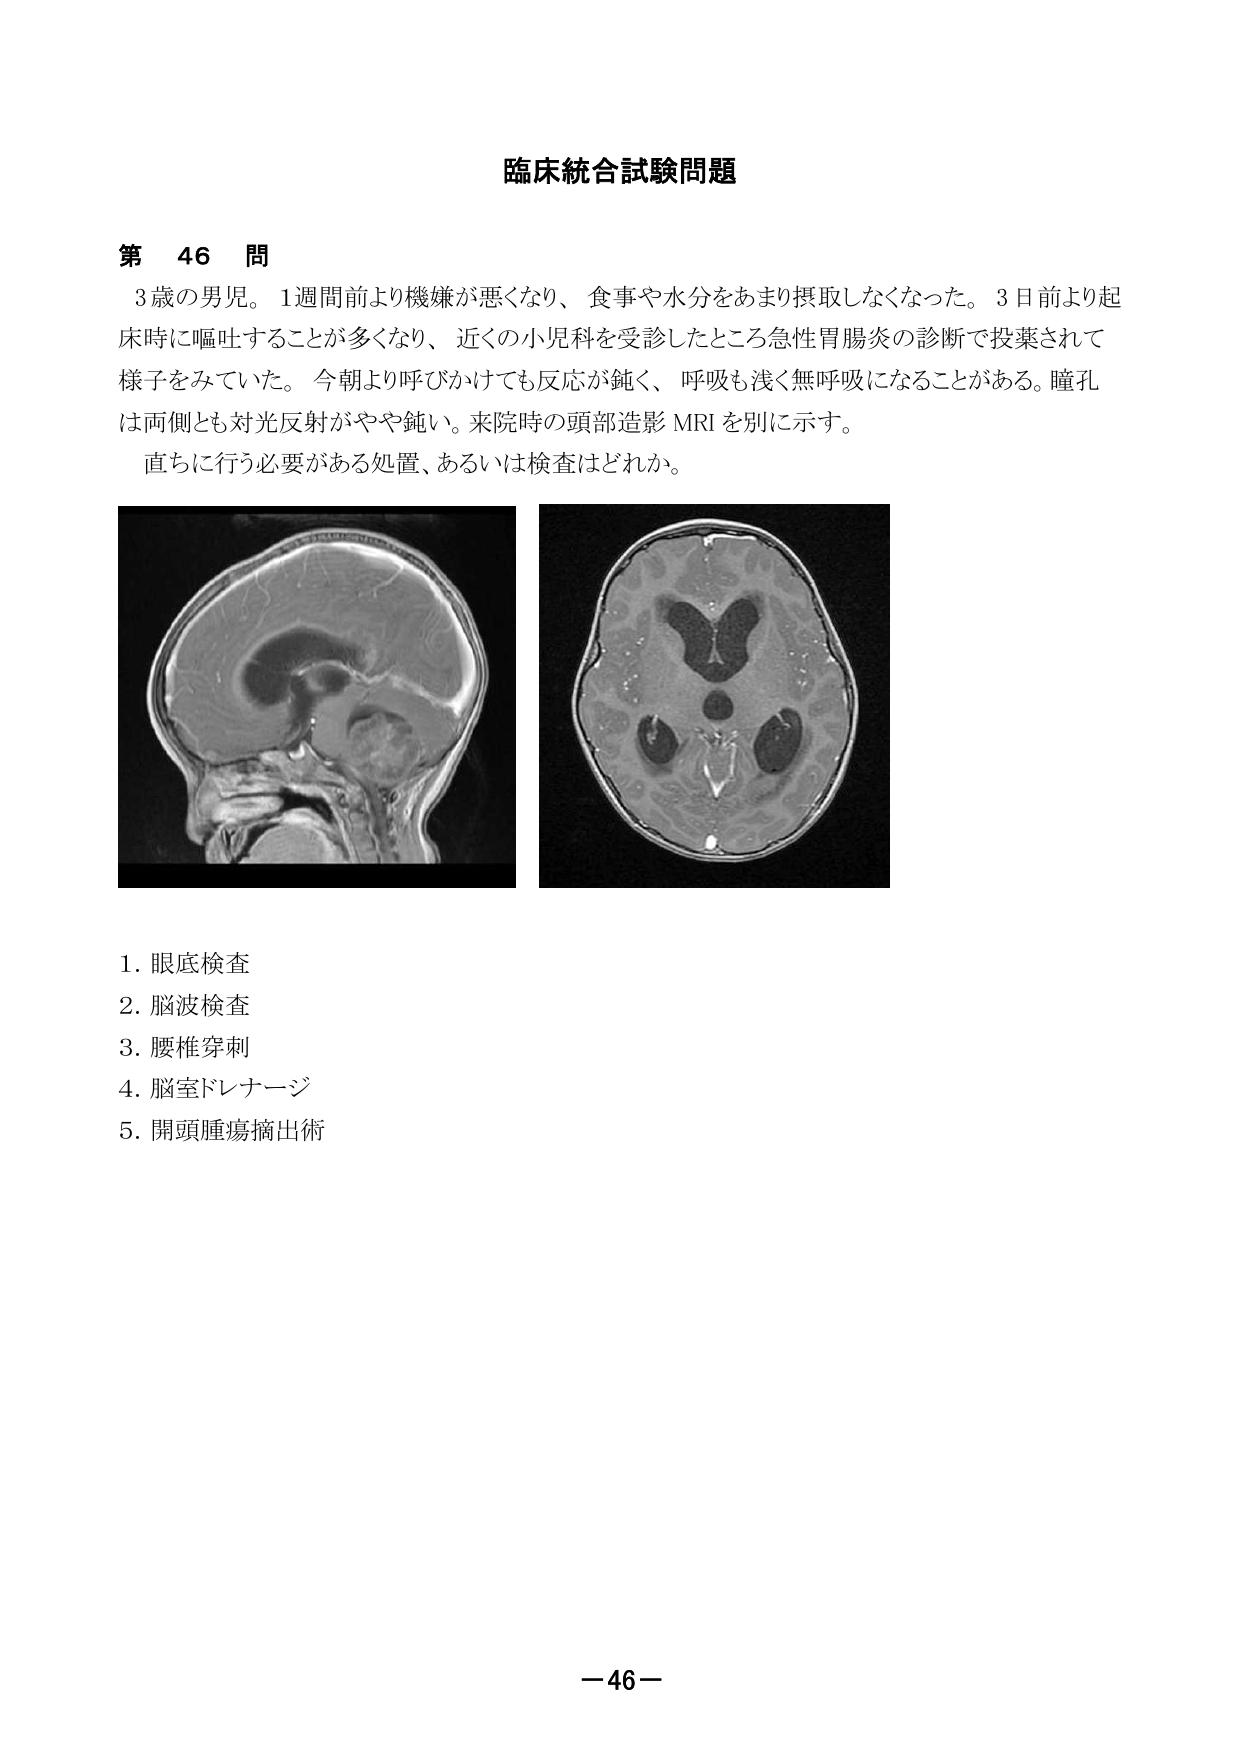 臨床統合試験問題
第 46 問
3歳の男児。1週間前より機嫌が悪くなり、食事や水分をあまり摂取しなくなった。3日前より起
床時に嘔吐することが多くなり、近くの小児科を受診したところ急性胃腸炎の診断で投薬されて
様子をみていた。今朝より呼びかけても反応が鈍く、呼吸も浅く無呼吸になることがある。瞳孔
は両側とも対光反射がやや鈍い。来院時の頭部造影 MRI を別に示す。
直ちに行う必要がある処置、あるいは検査はどれか。
1. 眼底検査
2. 脳波検査
3. 腰椎穿刺
4. 脳室ドレナージ
5. 開頭腫瘍摘出術
―46―